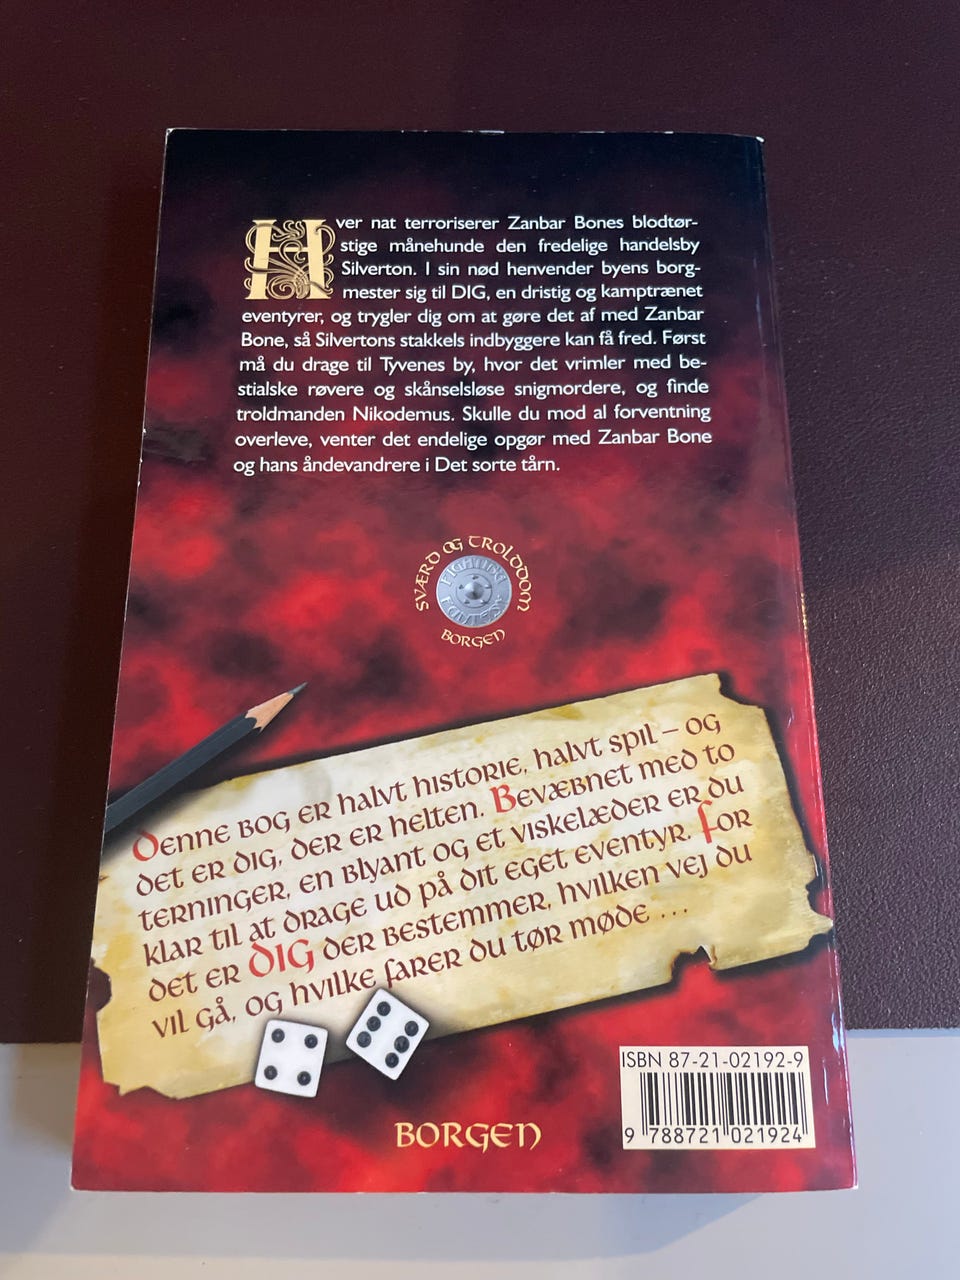 Hver nat terroriserer Zanbar Bones blodtør-
stige månehunde den fredelige handelsby
Silverton. I sin nød henvender byens borg-
mester sig til DIG, en dristig og kamptrænet
eventyrer, og trygler dig om at gøre det af med Zanbar
Bone, så Silvertons stakkels indbyggere kan få fred. Først
må du drage til Tyvenes by, hvor det vrimler med be-
stialske røvere og skånselsløse snigmordere, og finde
troldmanden Nikodemus. Skulle du mod al forventning
overleve, venter det endelige opgør med Zanbar Bone
og hans åndevandrere i Det sorte tårn.
SVÆRD OG TROLDDOM
FIGHTING
FANTASY
BORGEN
Denne bog er halvt historie, halvt spil – og
det er dig, der er helten. Bevæbnet med to
terninger, en blyant og et viskelæder er du
klar til at drage ud på dit eget eventyr. For
det er DIG der bestemmer, hvilken vej du
vil gå, og hvilke farer du tør møde ...
ISBN 87-21-02192-9
9 788721 021924
BORGEN